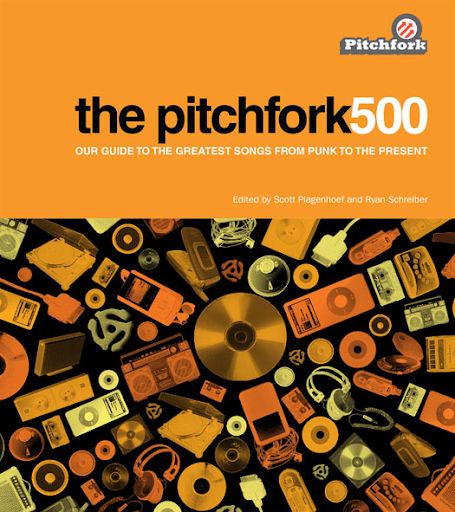 Pitchfork
the pitchfork500
OUR GUIDE TO THE GREATEST SONGS FROM PUNK TO THE PRESENT
Edited by Scott Plagenhoef and Ryan Schreiber